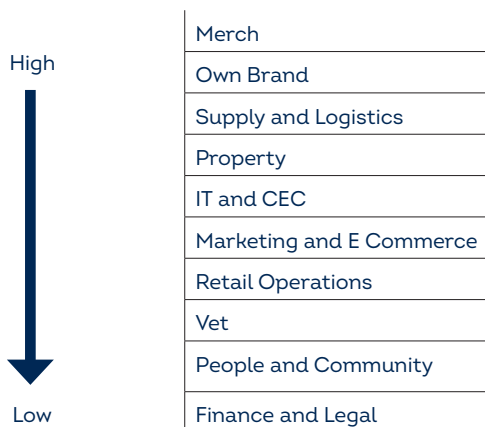 High
Low
Merch
Own Brand
Supply and Logistics
Property
IT and CEC
Marketing and E Commerce
Retail Operations
Vet
People and Community
Finance and Legal